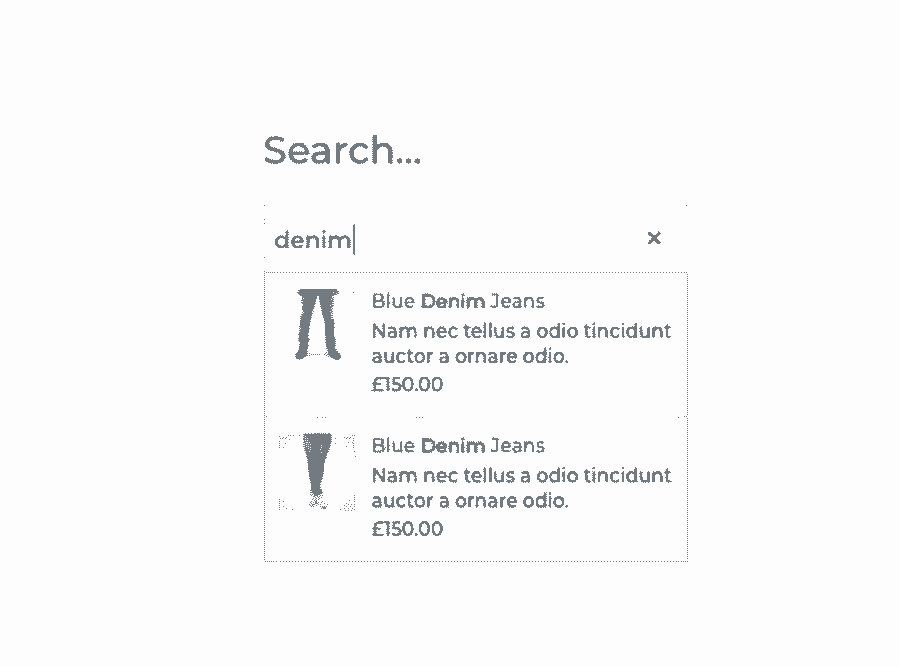 Search...
denim
×
Blue Denim Jeans
Nam nec tellus a odio tincidunt
auctor a ornare odio.
£150.00
Blue Denim Jeans
Nam nec tellus a odio tincidunt
auctor a ornare odio.
£150.00